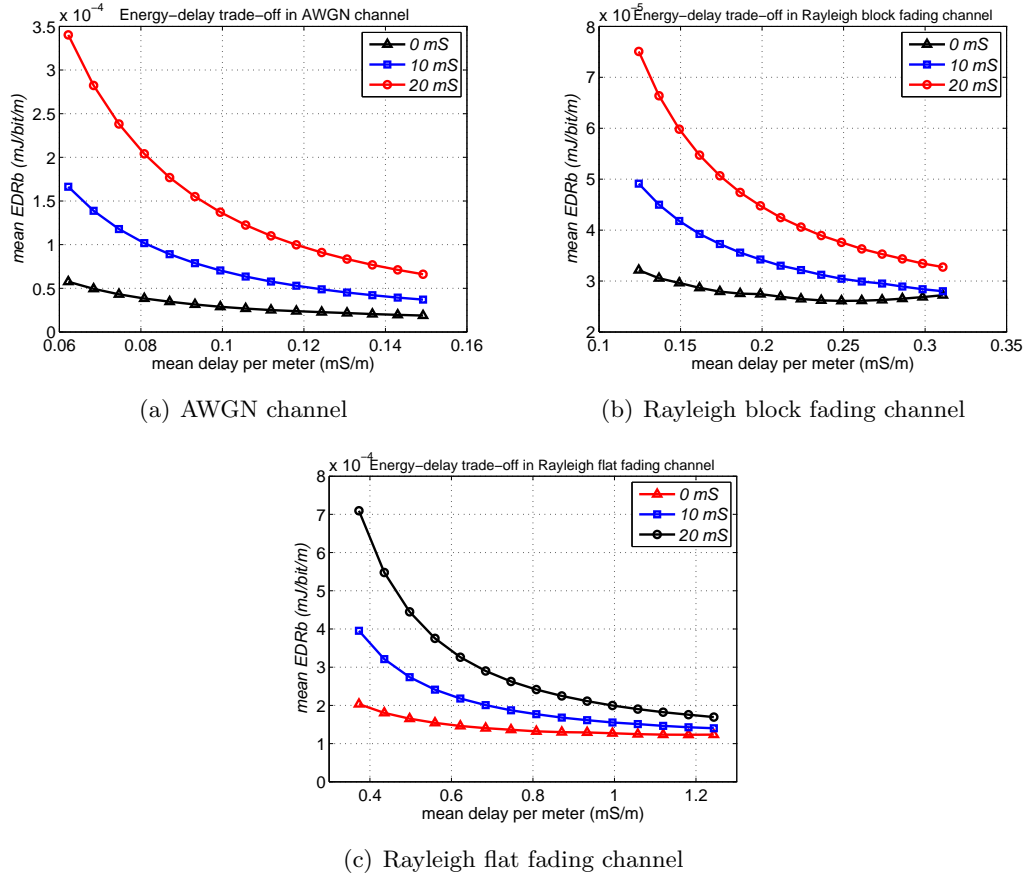 x 10⁻⁴ Energy−delay trade−off in AWGN channel
3.5
3
2.5
2
1.5
1
0.5
0
0.06 0.08 0.1 0.12 0.14 0.16
mean EDRb (mJ/bit/m)
mean delay per meter (mS/m)
0 mS
10 mS
20 mS
(a) AWGN channel
x 10⁻⁵ Energy−delay trade−off in Rayleigh block fading channel
8
7
6
5
4
3
2
0.1 0.15 0.2 0.25 0.3 0.35
mean EDRb (mJ/bit/m)
mean delay per meter (mS/m)
0 mS
10 mS
20 mS
(b) Rayleigh block fading channel
x 10⁻⁴ Energy−delay trade−off in Rayleigh flat fading channel
8
7
6
5
4
3
2
1
0
0.4 0.6 0.8 1 1.2
mean EDRb (mJ/bit/m)
mean delay per meter (mS/m)
0 mS
10 mS
20 mS
(c) Rayleigh flat fading channel